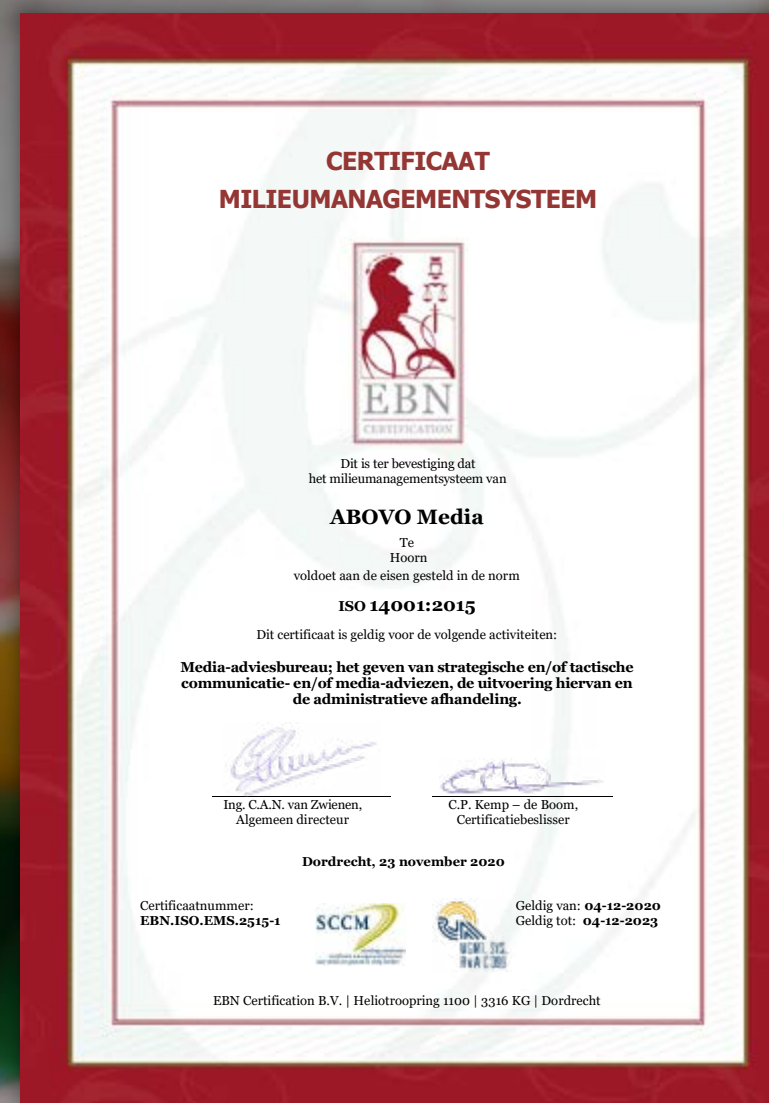 CERTIFICAAT
MILIEUMANAGEMENTSYSTEEM
EBN
CERTIFICATION
Dit is ter bevestiging dat
het milieumanagementsysteem van
ABOVO Media
Te
Hoorn
voldoet aan de eisen gesteld in de norm
ISO 14001:2015
Dit certificaat is geldig voor de volgende activiteiten:
Media-adviesbureau; het geven van strategische en/of tactische
communicatie- en/of media-adviezen, de uitvoering hiervan en
de administratieve afhandeling.
Ing. C.A.N. van Zwienen,
Algemeen directeur
C.P. Kemp – de Boom,
Certificatiebeslisser
Dordrecht, 23 november 2020
Certificaatnummer:
EBN.ISO.EMS.2515-1
SCCM
MGMT. SYS.
RvA C 399
Geldig van: 04-12-2020
Geldig tot: 04-12-2023
EBN Certification B.V. | Heliotroopring 1100 | 3316 KG | Dordrecht